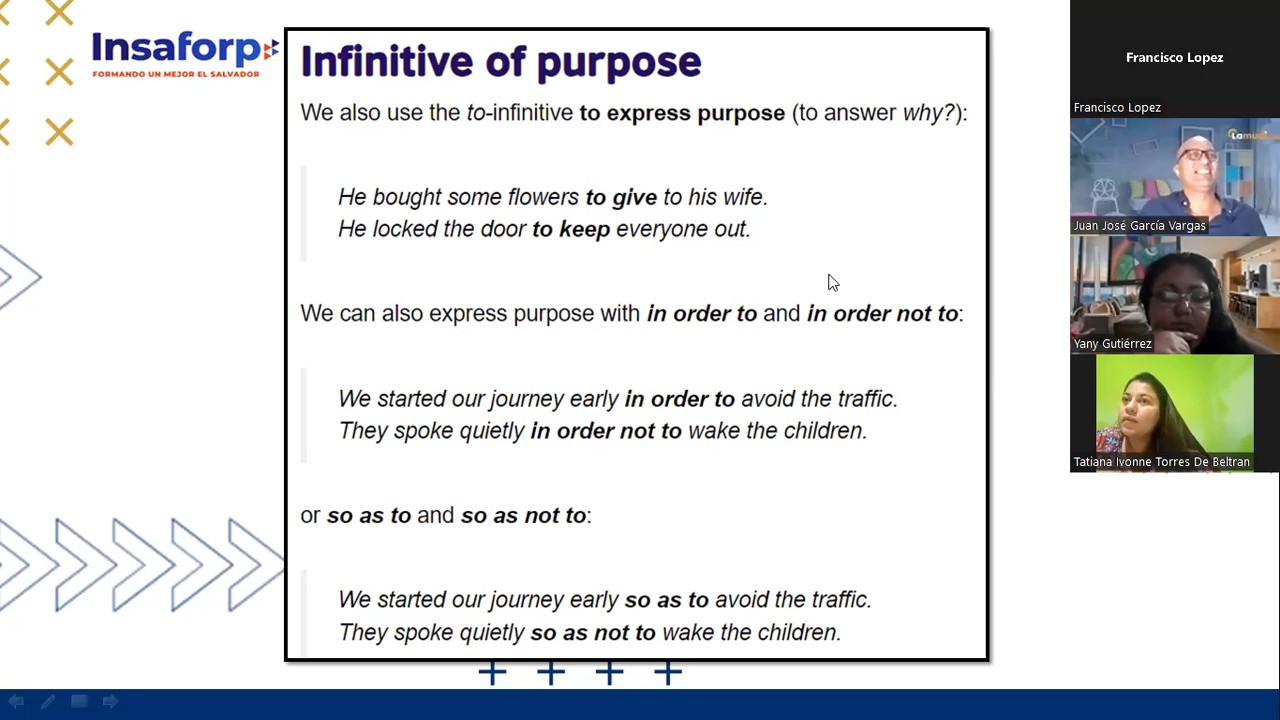 Insaforp
FORMANDO UN MEJOR EL SALVADOR
Infinitive of purpose
We also use the to-infinitive to express purpose (to answer why?):
He bought some flowers to give to his wife.
He locked the door to keep everyone out.
We can also express purpose with in order to and in order not to:
We started our journey early in order to avoid the traffic.
They spoke quietly in order not to wake the children.
or so as to and so as not to:
We started our journey early so as to avoid the traffic.
They spoke quietly so as not to wake the children.
Francisco Lopez
Francisco Lopez
Juan José García Vargas
Yany Gutiérrez
Tatiana Ivonne Torres De Beltran